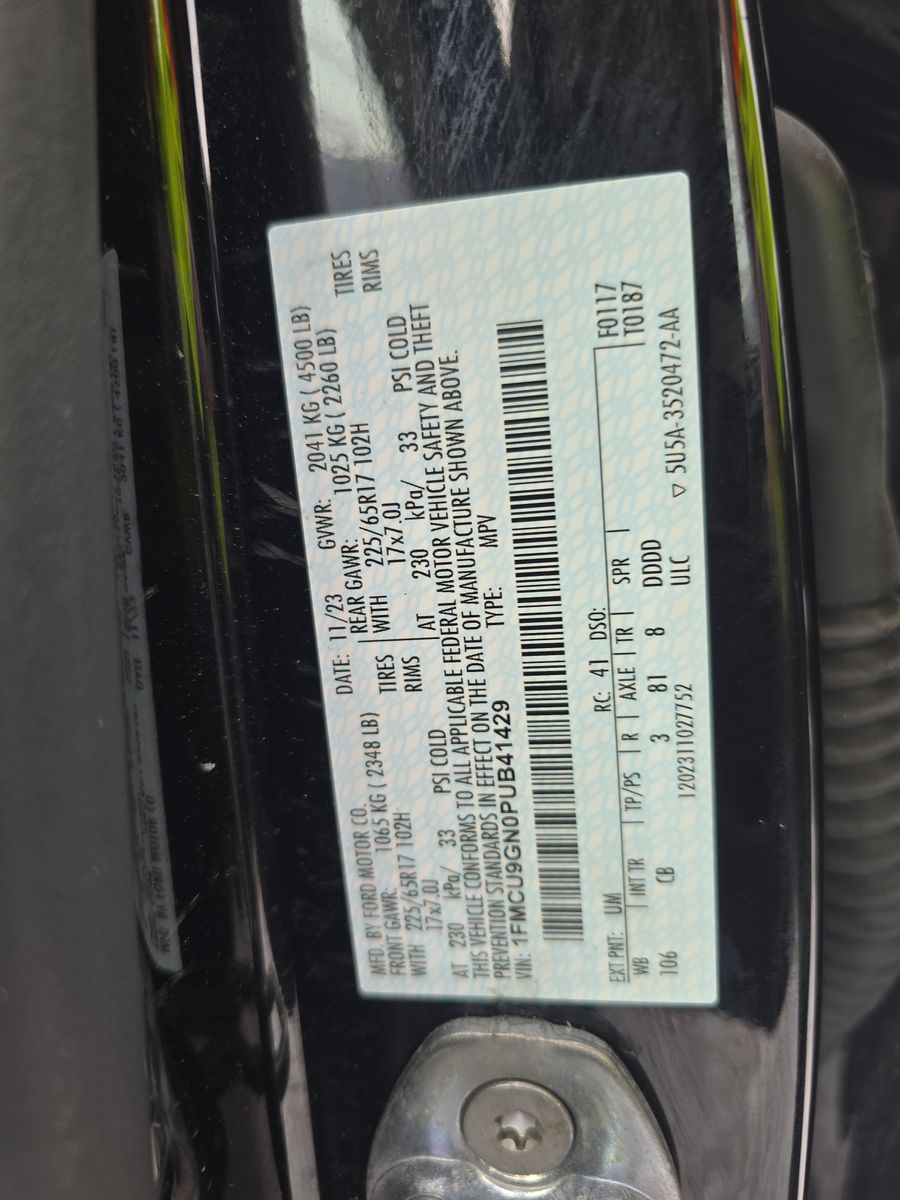 MFD. BY FORD MOTOR CO.
DATE: 11/23 GVWR: 2041 KG ( 4500 LB)
FRONT GAWR: 1065 KG ( 2348 LB) REAR GAWR: 1025 KG ( 2260 LB)
WITH 225/65R17 102H TIRES WITH 225/65R17 102H TIRES
17x7.0J RIMS 17x7.0J RIMS
AT 230 kPa/ 33 PSI COLD AT 230 kPa/ 33 PSI COLD
THIS VEHICLE CONFORMS TO ALL APPLICABLE FEDERAL MOTOR VEHICLE SAFETY AND THEFT
PREVENTION STANDARDS IN EFFECT ON THE DATE OF MANUFACTURE SHOWN ABOVE.
VIN: 1FMCU9GN0PUB41429 TYPE: MPV
EXT PNT: UM RC: 41 DSO: F0117
WB INT TR TP/PS R AXLE TR SPR T0187
106 CB 3 81 8 DDDD
1202311027752 ULC ▽ 5U5A-3520472-AA